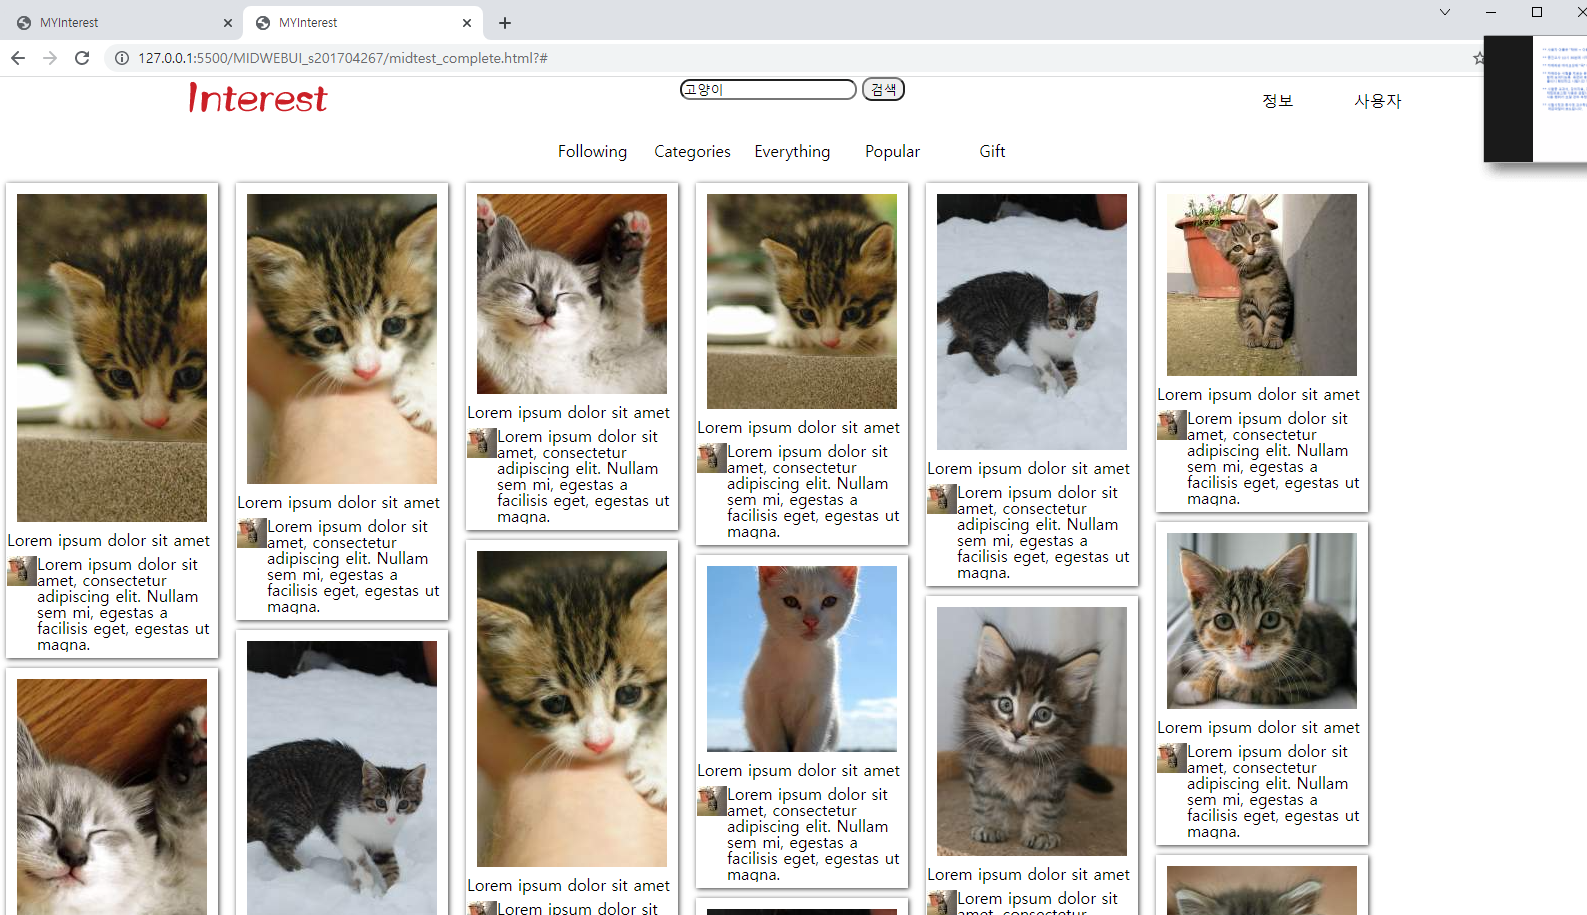 MYInterest
MYInterest
127.0.0.1:5500/MIDWEBUI_s201704267/midtest_complete.html?#
Interest
고양이
검색
정보
사용자
Following
Categories
Everything
Popular
Gift
Lorem ipsum dolor sit amet
Lorem ipsum dolor sit
amet, consectetur
adipiscing elit. Nullam
sem mi, egestas a
facilisis eget, egestas ut
magna.
Lorem ipsum dolor sit amet
Lorem ipsum dolor sit
amet, consectetur
adipiscing elit. Nullam
sem mi, egestas a
facilisis eget, egestas ut
magna.
Lorem ipsum dolor sit amet
Lorem ipsum dolor sit
amet, consectetur
adipiscing elit. Nullam
sem mi, egestas a
facilisis eget, egestas ut
magna.
Lorem ipsum dolor sit amet
Lorem ipsum dolor sit
Lorem ipsum dolor sit amet
Lorem ipsum dolor sit
amet, consectetur
adipiscing elit. Nullam
sem mi, egestas a
facilisis eget, egestas ut
magna.
Lorem ipsum dolor sit amet
Lorem ipsum dolor sit
amet, consectetur
adipiscing elit. Nullam
sem mi, egestas a
facilisis eget, egestas ut
magna.
Lorem ipsum dolor sit amet
Lorem ipsum dolor sit
amet, consectetur
adipiscing elit. Nullam
sem mi, egestas a
facilisis eget, egestas ut
magna.
Lorem ipsum dolor sit amet
Lorem ipsum dolor sit
amet, consectetur
Lorem ipsum dolor sit amet
Lorem ipsum dolor sit
amet, consectetur
adipiscing elit. Nullam
sem mi, egestas a
facilisis eget, egestas ut
magna.
Lorem ipsum dolor sit amet
Lorem ipsum dolor sit
amet, consectetur
adipiscing elit. Nullam
sem mi, egestas a
facilisis eget, egestas ut
magna.